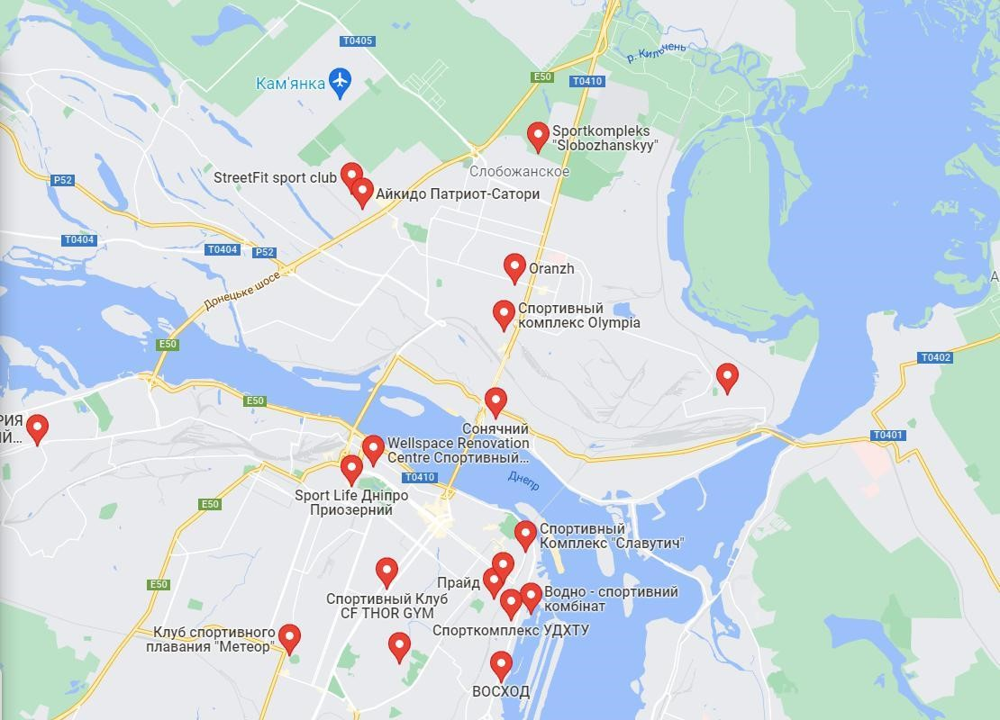 T0405
р. Кильчень
E50
T0410
Кам'янка
Sportkompleks
"Slobozhanskyy"
Слобожанское
StreetFit sport club
Айкидо Патриот-Сатори
P52
T0404
T0404
P52
Oranzh
Донецьке шосе
Спортивный
комплекс Olympia
E50
T0402
E50
РИЯ
Й...
Сонячний
Wellspace Renovation
Centre Спортивный...
T0401
T0410
Днепр
Sport Life Дніпро
Приозерний
E50
Спортивный
Комплекс "Славутич"
E50
Прайд
Водно - спортивний
комбінат
Спортивный Клуб
CF THOR GYM
Спорткомплекс УДХТУ
Клуб спортивного
плавания "Метеор"
ВОСХОД